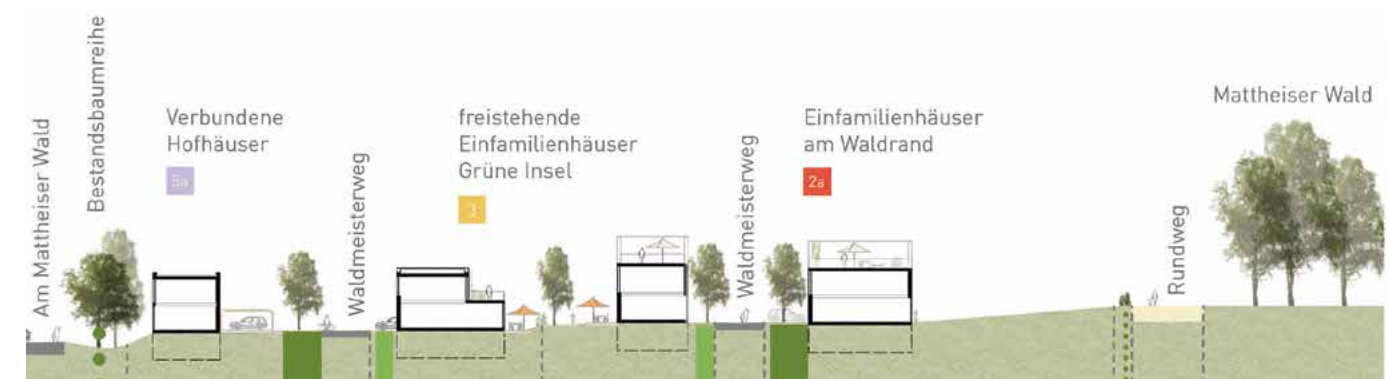 Am Mattheiser Wald
Bestandsbaumreihe
Verbundene
Hofhäuser
5a
Waldmeisterweg
freistehende
Einfamilienhäuser
Grüne Insel
3
Waldmeisterweg
Einfamilienhäuser
am Waldrand
2a
Rundweg
Mattheiser Wald